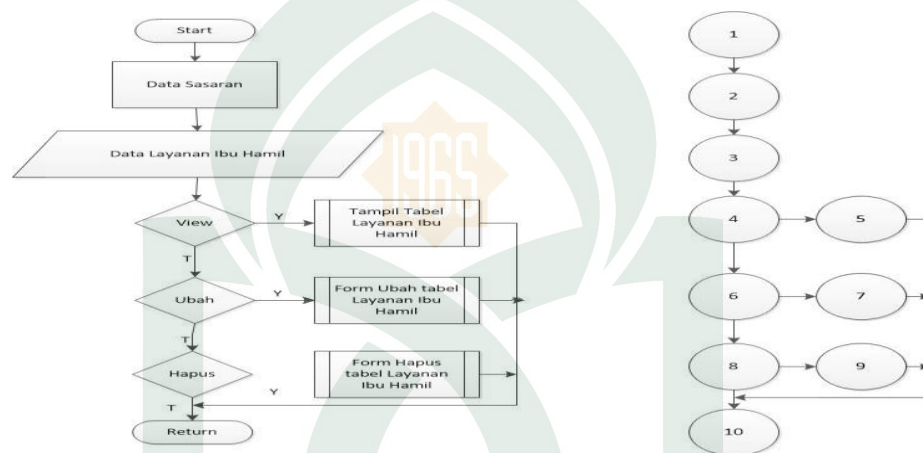 Start
Data Sasaran
Data Layanan Ibu Hamil
View
Y
Tampil Tabel
Layanan Ibu
Hamil
T
Ubah
Y
Form Ubah tabel
Layanan Ibu
Hamil
T
Hapus
Form Hapus
tabel Layanan
Ibu Hamil
Y
T
Return
1965
1
2
3
4
5
6
7
8
9
10